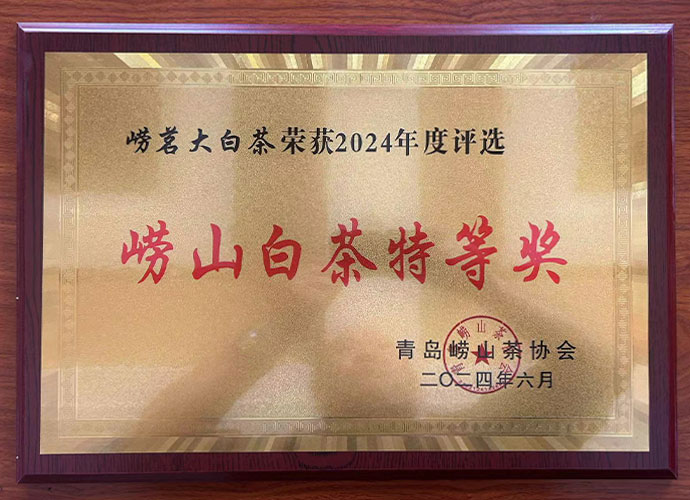 崂茗大白茶荣获2024年度评选
崂山白茶特等奖
青岛崂山茶协会
二〇二四年六月